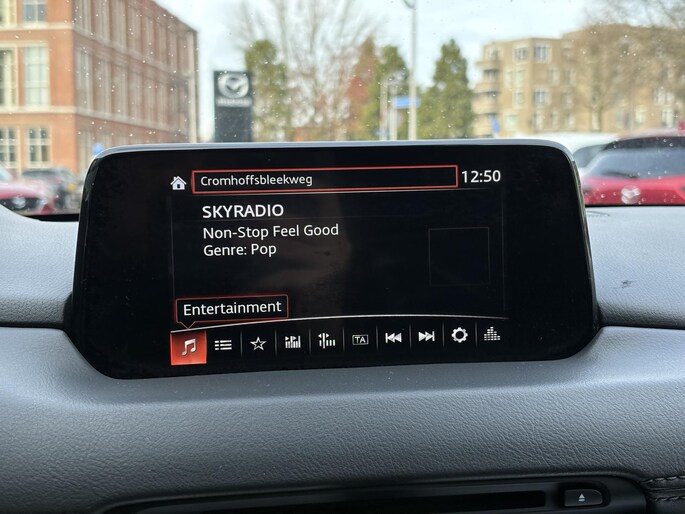 Cromhoffsbleekweg
12:50
SKYRADIO
Non-Stop Feel Good
Genre: Pop
Entertainment
TA